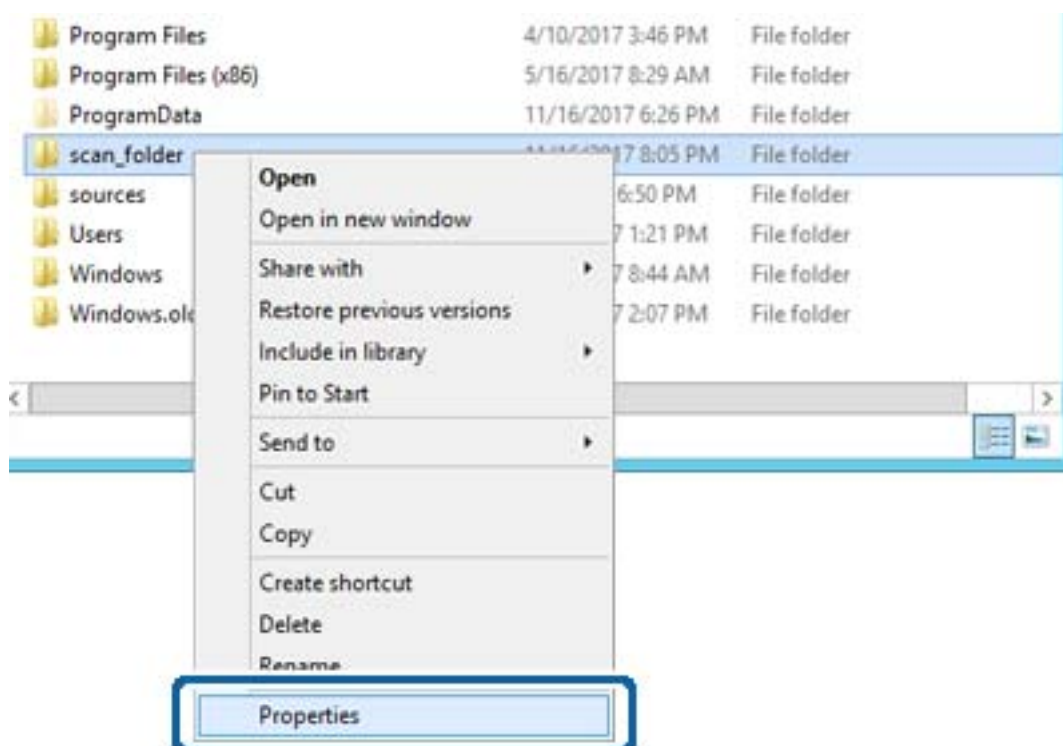 Program Files 4/10/2017 3:46 PM File folder
Program Files (x86) 5/16/2017 8:29 AM File folder
ProgramData 11/16/2017 6:26 PM File folder
scan_folder 8:05 PM File folder
sources 6:50 PM File folder
Users 7 1:21 PM File folder
Windows 7 8:44 AM File folder
Windows.old 7 2:07 PM File folder
Open
Open in new window
Share with
Restore previous versions
Include in library
Pin to Start
Send to
Cut
Copy
Create shortcut
Delete
Rename
Properties